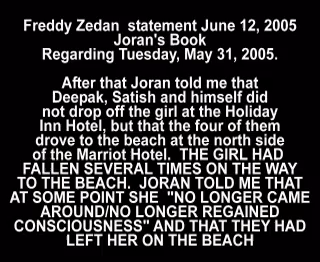 Freddy Zedan  statement June 12, 2005
Joran's Book
Regarding Tuesday, May 31, 2005.
After that Joran told me that
Deepak, Satish and himself did
not drop off the girl at the Holiday
Inn Hotel, but that the four of them
drove to the beach at the north side
of the Marriot Hotel.  THE GIRL HAD
FALLEN SEVERAL TIMES ON THE WAY
TO THE BEACH.  JORAN TOLD ME THAT
AT SOME POINT SHE  "NO LONGER CAME
AROUND/NO LONGER REGAINED
CONSCIOUSNESS" AND THAT THEY HAD
LEFT HER ON THE BEACH